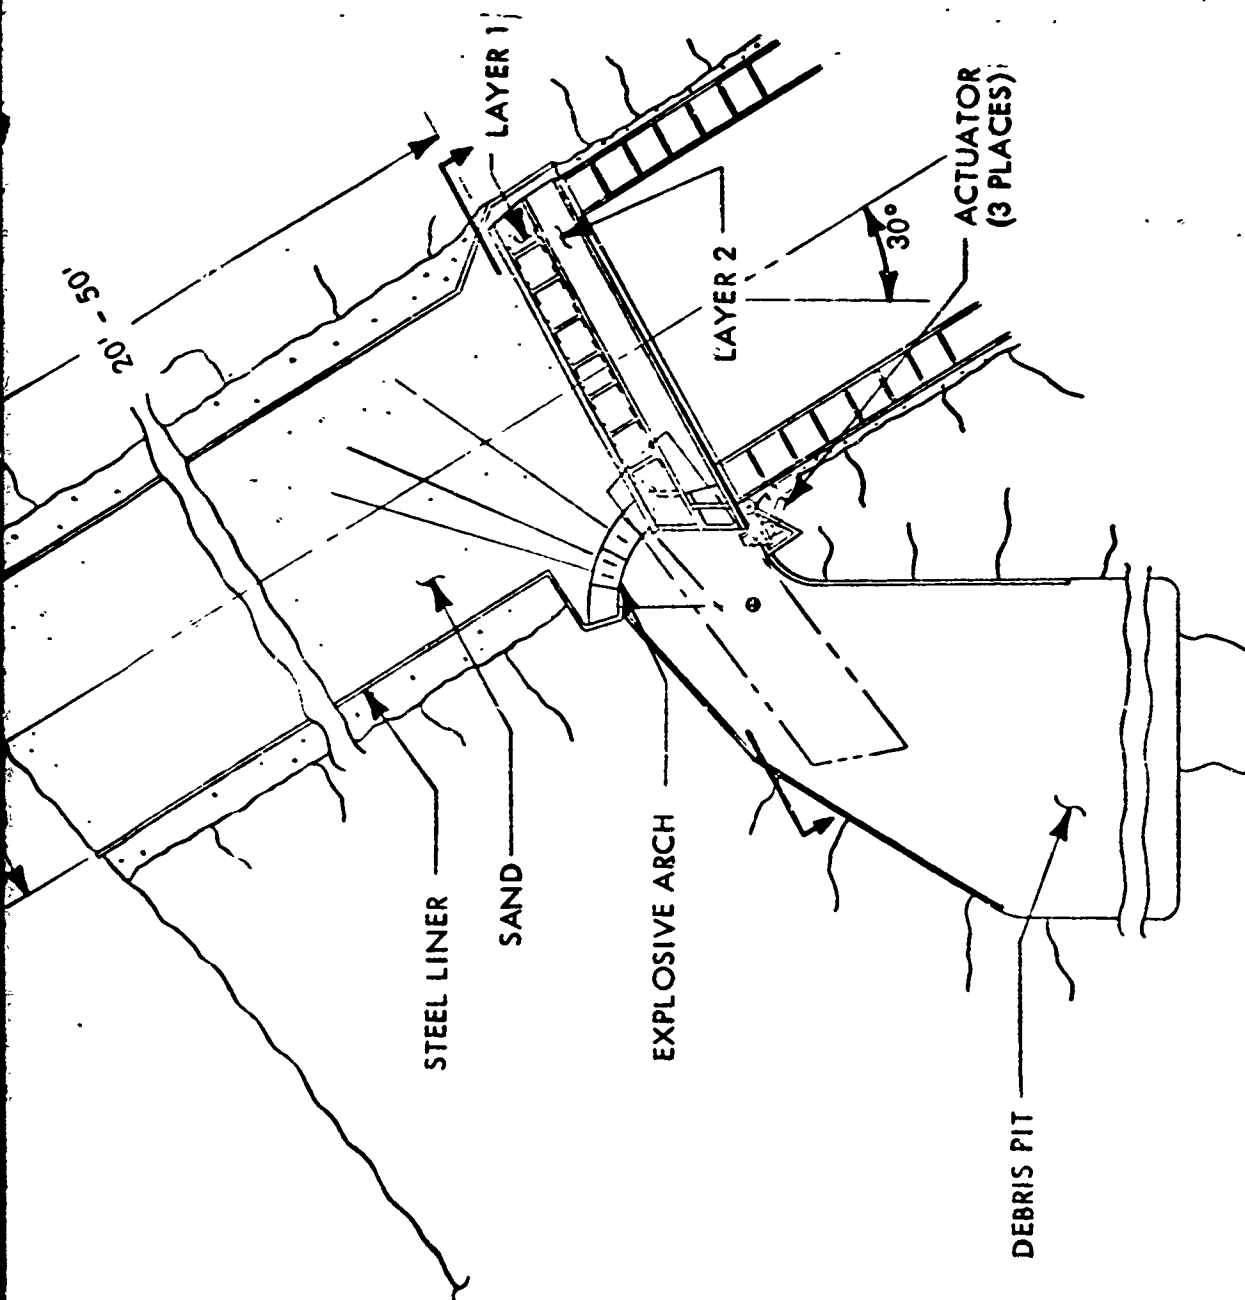 20' - 50'
LAYER 1
LAYER 2
30°
ACTUATOR
(3 PLACES)
STEEL LINER
SAND
EXPLOSIVE ARCH
DEBRIS PIT